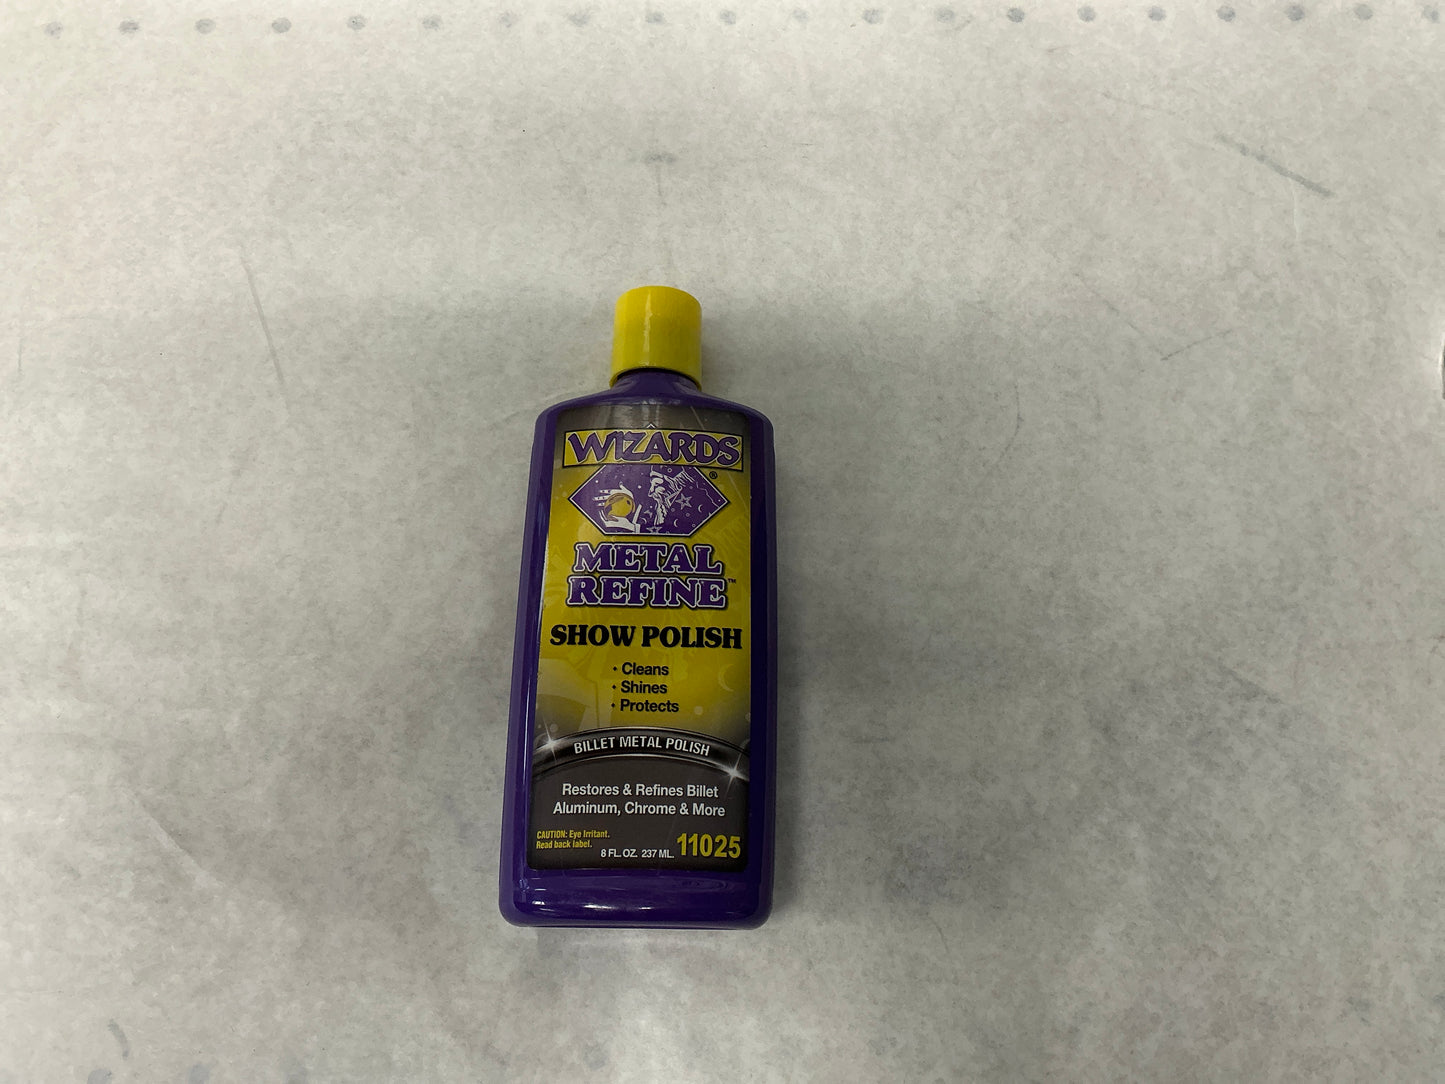 WIZARDS
®
METAL
REFINE™
SHOW POLISH
· Cleans
· Shines
· Protects
BILLET METAL POLISH
Restores & Refines Billet
Aluminum, Chrome & More
CAUTION: Eye Irritant.
Read back label.
8 FL. OZ. 237 ML.
11025